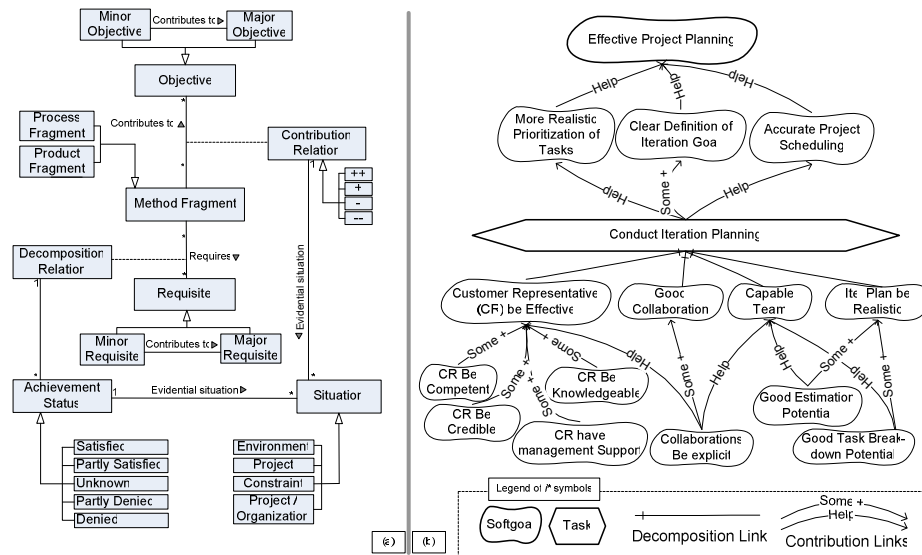 Minor
Objective
Contributes to
Major
Objective
Objective
Process
Fragment
Product
Fragment
Contributes to
Contribution
Relation
++
+
-
--
Method Fragment
Decomposition
Relation
Requires
Requisite
Evidential situation
Minor
Requisite
Contributes to
Major
Requisite
Achievement
Status
Evidential situation
Situation
Satisfied
Partly Satisfied
Unknown
Partly Denied
Denied
Environment
Project
Constraint
Project /
Organization
(a)
(b)
Effective Project Planning
Help
Help
Help
More Realistic
Prioritization of
Tasks
Clear Definition of
Iteration Goal
Accurate Project
Scheduling
Help
Some +
Help
Conduct Iteration Planning
Customer Representative
(CR) be Effective
Good
Collaboration
Capable
Team
Ite. Plan be
Realistic
Some +
Some +
Some +
Some +
Help
Some +
Help
Help
Some +
Help
Some +
CR Be
Competent
CR Be
Credible
CR Be
Knowledgeable
CR have
management Support
Collaborations
Be explicit
Good Estimation
Potential
Good Task Break-
down Potential
Legend of i* symbols
Softgoal
Task
Decomposition Link
Some +
Help
Contribution Links